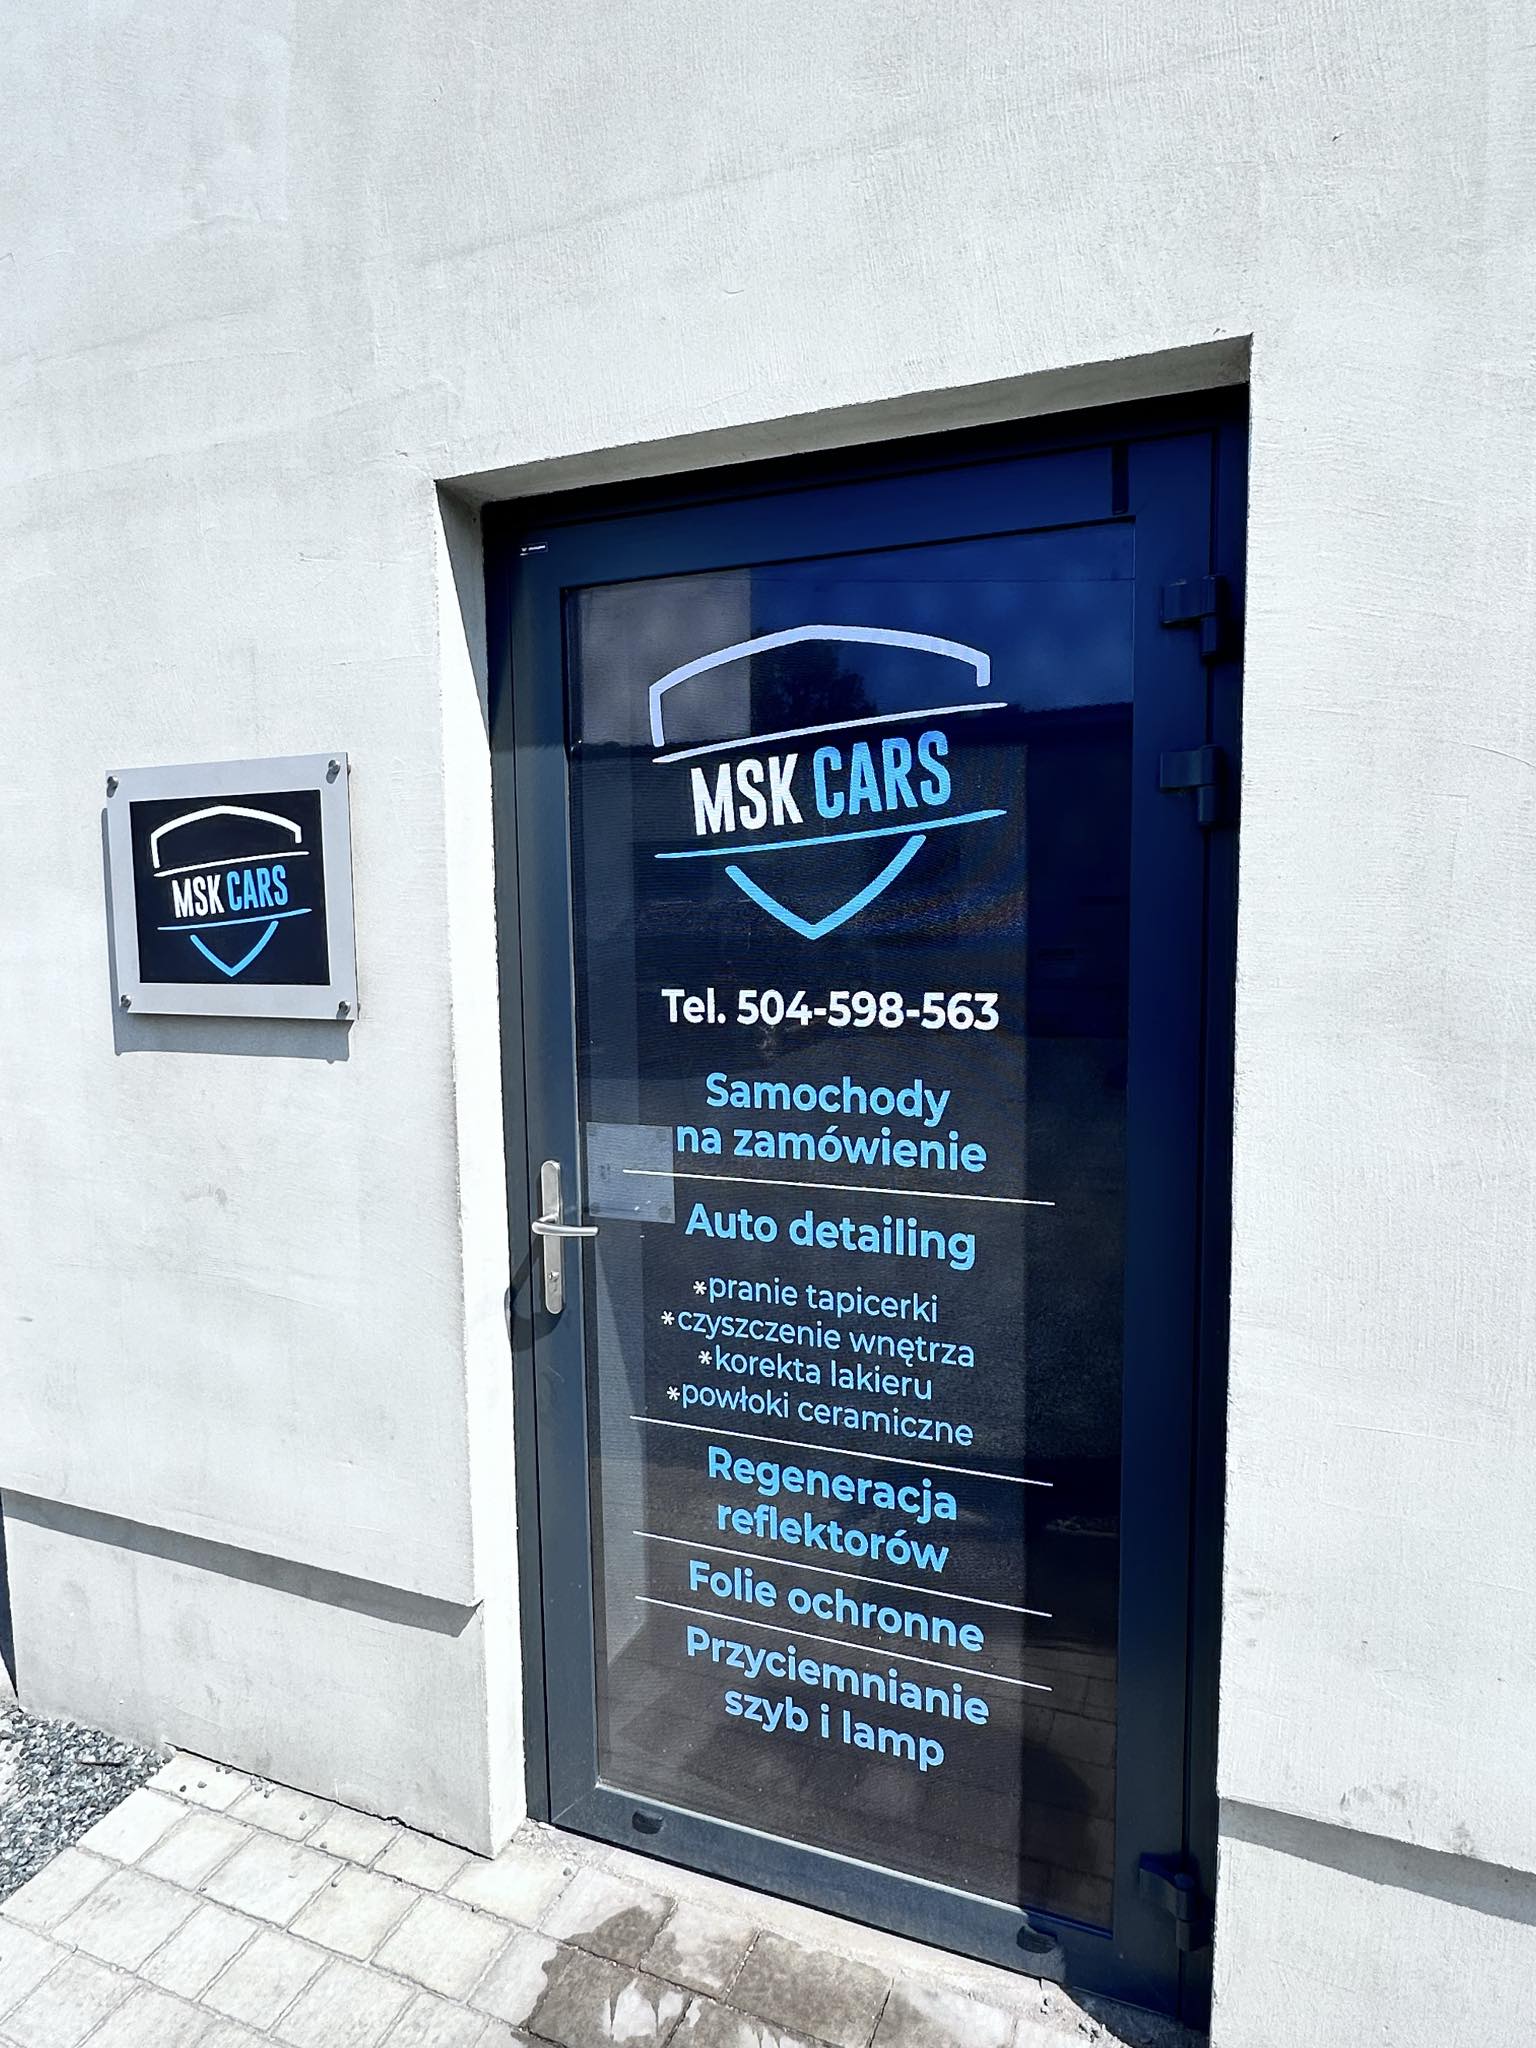 MSK CARS
MSK CARS
Tel. 504-598-563
Samochody
na zamówienie
Auto detailing
*pranie tapicerki
*czyszczenie wnętrza
*korekta lakieru
*powłoki ceramiczne
Regeneracja
reflektorów
Folie ochronne
Przyciemnianie
szyb i lamp